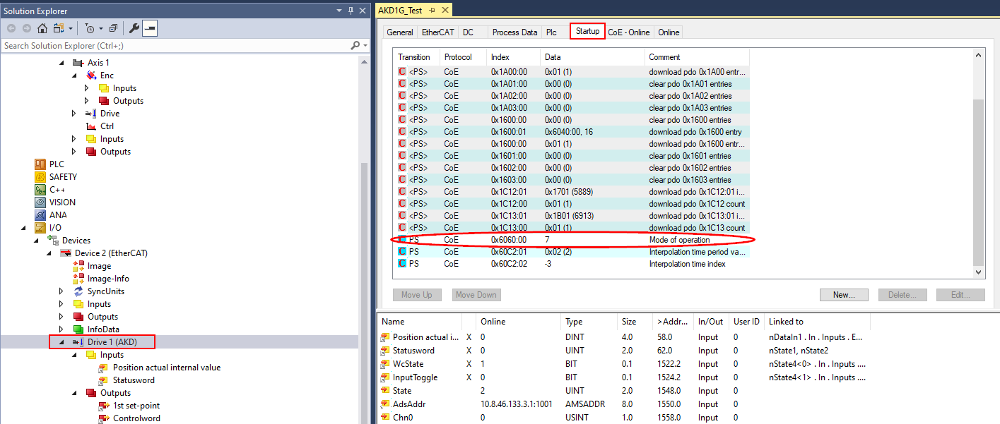 Solution Explorer
Search Solution Explorer (Ctrl+;)
Axis 1
Enc
Inputs
Outputs
Drive
Ctrl
Inputs
Outputs
PLC
SAFETY
C++
VISION
ANA
I/O
Devices
Device 2 (EtherCAT)
Image
Image-Info
SyncUnits
Inputs
Outputs
InfoData
Drive 1 (AKD)
Inputs
Position actual internal value
Statusword
Outputs
1st set-point
Controlword
AKD1G_Test
General EtherCAT DC Process Data Plc Startup CoE - Online Online
Transition Protocol Index Data Comment
C <PS> CoE 0x1A00:00 0x01 (1) download pdo 0x1A00 entr...
C <PS> CoE 0x1A01:00 0x00 (0) clear pdo 0x1A01 entries
C <PS> CoE 0x1A02:00 0x00 (0) clear pdo 0x1A02 entries
C <PS> CoE 0x1A03:00 0x00 (0) clear pdo 0x1A03 entries
C <PS> CoE 0x1600:00 0x00 (0) clear pdo 0x1600 entries
C <PS> CoE 0x1600:01 0x6040:00, 16 download pdo 0x1600 entry
C <PS> CoE 0x1600:00 0x01 (1) download pdo 0x1600 entr...
C <PS> CoE 0x1601:00 0x00 (0) clear pdo 0x1601 entries
C <PS> CoE 0x1602:00 0x00 (0) clear pdo 0x1602 entries
C <PS> CoE 0x1603:00 0x00 (0) clear pdo 0x1603 entries
C <PS> CoE 0x1C12:01 0x1701 (5889) download pdo 0x1C12:01 i...
C <PS> CoE 0x1C12:00 0x01 (1) download pdo 0x1C12 count
C <PS> CoE 0x1C13:01 0x1B01 (6913) download pdo 0x1C13:01 i...
C <PS> CoE 0x1C13:00 0x01 (1) download pdo 0x1C13 count
C PS CoE 0x6060:00 7 Mode of operation
C PS CoE 0x60C2:01 0x02 (2) Interpolation time period va...
C PS CoE 0x60C2:02 -3 Interpolation time index
Move Up Move Down New... Delete... Edit...
Name Online Type Size >Addr... In/Out User ID Linked to
Position actual i... X 0 DINT 4.0 58.0 Input 0 nDataIn1 . In . Inputs . E...
Statusword X 0 UINT 2.0 62.0 Input 0 nState1, nState2
WcState X 1 BIT 0.1 1522.2 Input 0 nState4<0> . In . Inputs ....
InputToggle X 0 BIT 0.1 1524.2 Input 0 nState4<1> . In . Inputs ....
State 2 UINT 2.0 1548.0 Input 0
AdsAddr 10.8.46.133.3.1:1001 AMSADDR 8.0 1550.0 Input 0
Chn0 0 USINT 1.0 1558.0 Input 0